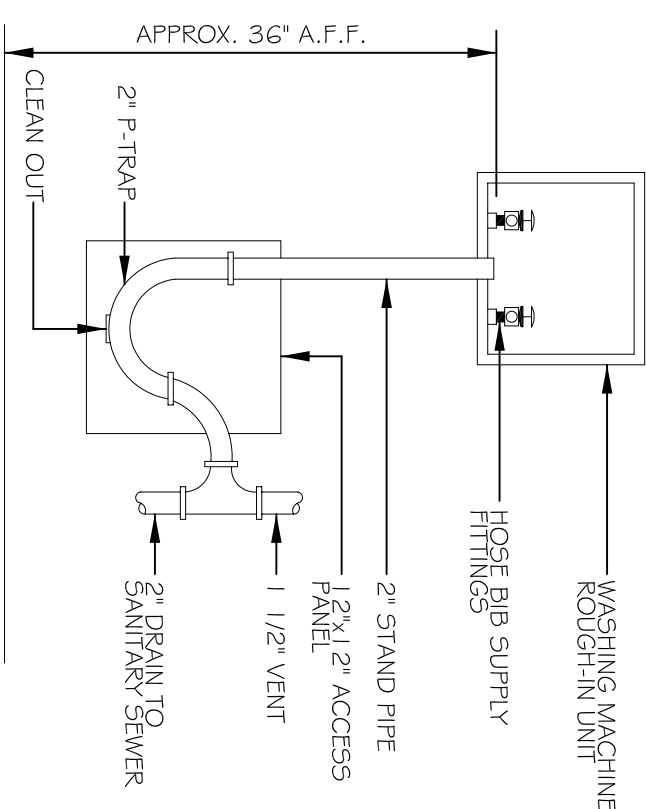 APPROX. 36" A.F.F.
CLEAN OUT
2" P-TRAP
WASHING MACHINE
ROUGH-IN UNIT
HOSE BIB SUPPLY
FITTINGS
2" STAND PIPE
12"x12" ACCESS
PANEL
1 1/2" VENT
2" DRAIN TO
SANITARY SEWER